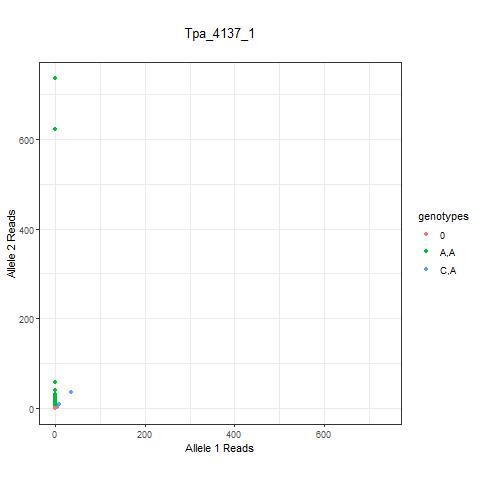 Tpa_4137_1
600
400
200
0
Allele 2 Reads
0 200 400 600
Allele 1 Reads
genotypes
0
A,A
C,A